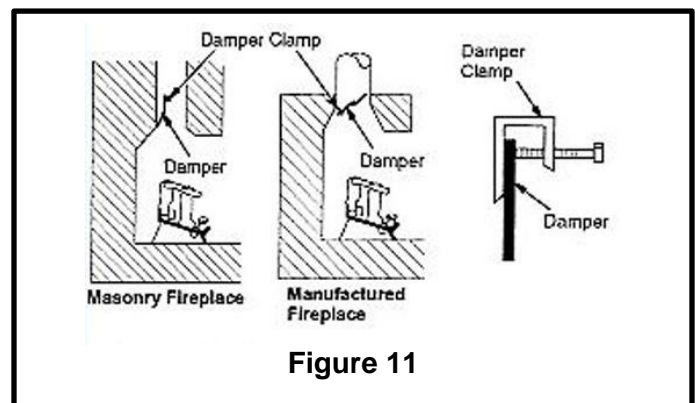 Damper Clamp
Damper
Masonry Fireplace
Damper
Manufactured
Fireplace
Damper
Clamp
Damper
Figure 11